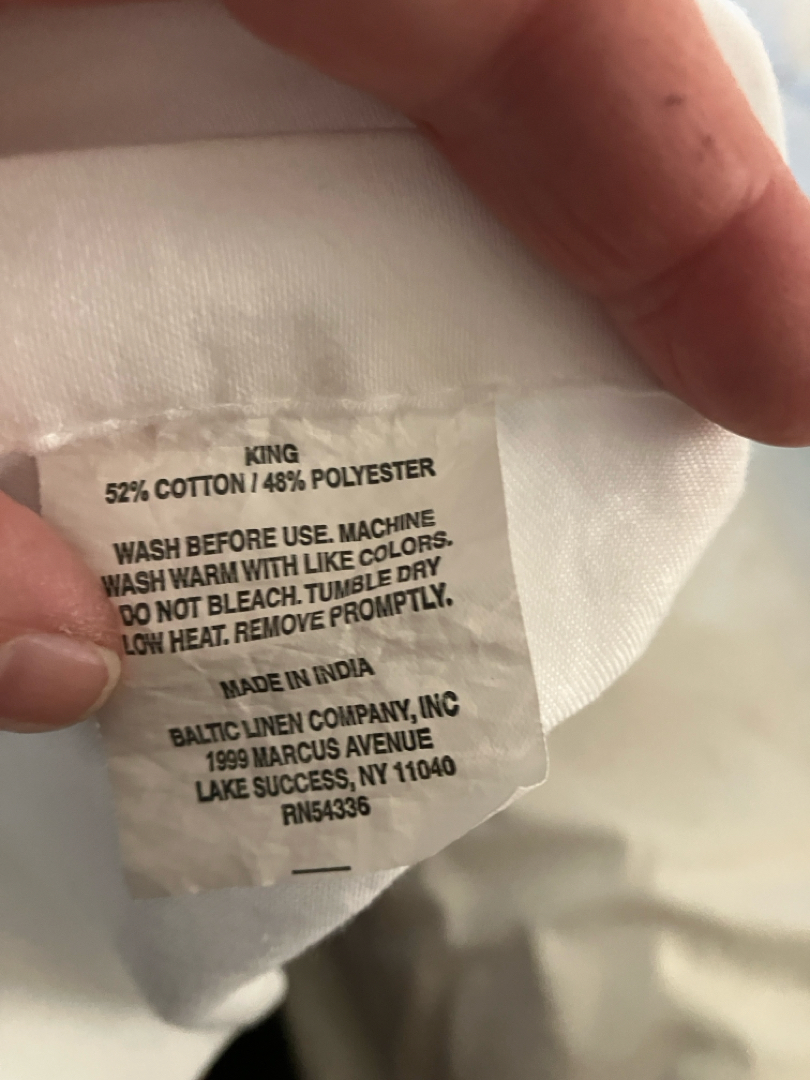 KING
52% COTTON / 48% POLYESTER
WASH BEFORE USE. MACHINE
WASH WARM WITH LIKE COLORS.
DO NOT BLEACH. TUMBLE DRY
LOW HEAT. REMOVE PROMPTLY.
MADE IN INDIA
BALTIC LINEN COMPANY, INC
1999 MARCUS AVENUE
LAKE SUCCESS, NY 11040
RN54336